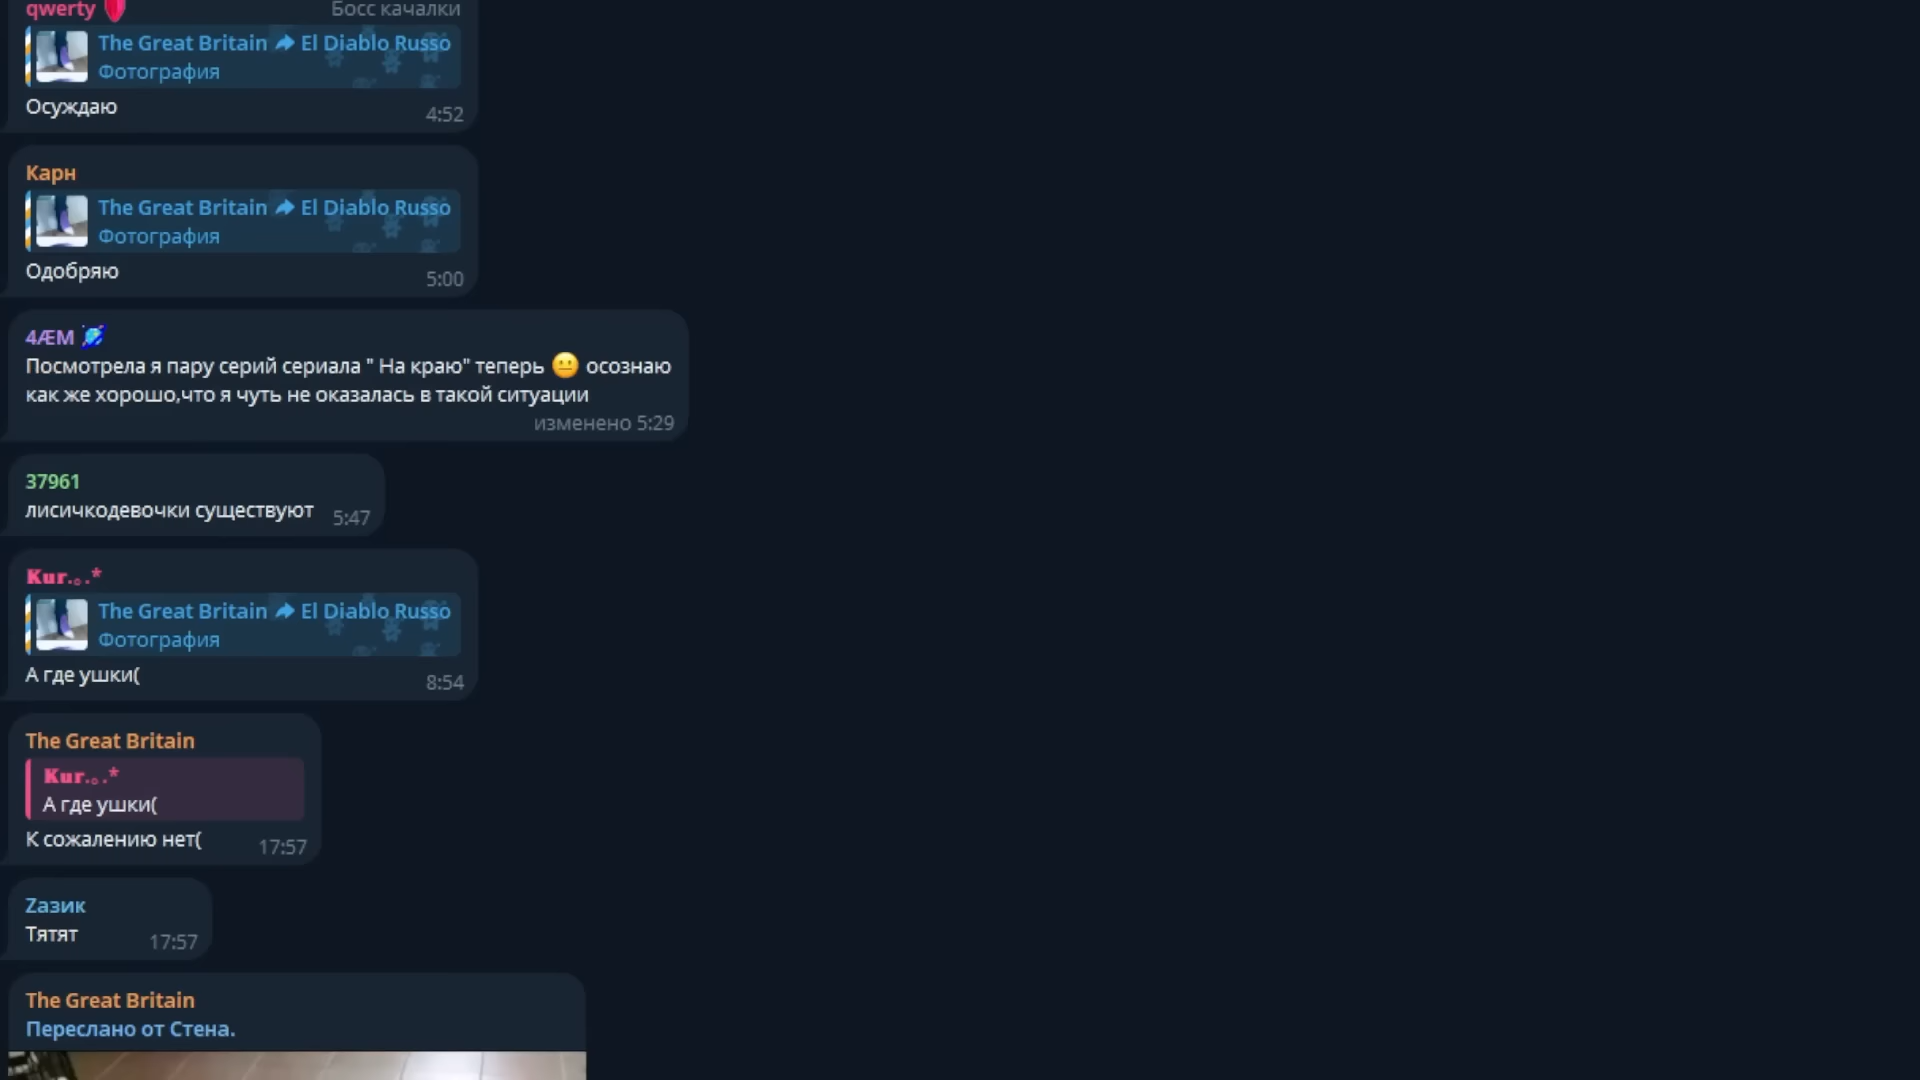 qwerty Босс качалки
The Great Britain El Diablo Russo
Фотография
Осуждаю
4:52
Карн
The Great Britain El Diablo Russo
Фотография
Одобряю
5:00
4ÆM
Посмотрела я пару серий сериала " На краю" теперь 😐 осознаю
как же хорошо,что я чуть не оказалась в такой ситуации
изменено 5:29
37961
лисичкодевочки существуют 5:47
Kur.。.*
The Great Britain El Diablo Russo
Фотография
А где ушки(
8:54
The Great Britain
Kur.。.*
А где ушки(
К сожалению нет(
17:57
Zазик
Тятят
17:57
The Great Britain
Переслано от Стена.